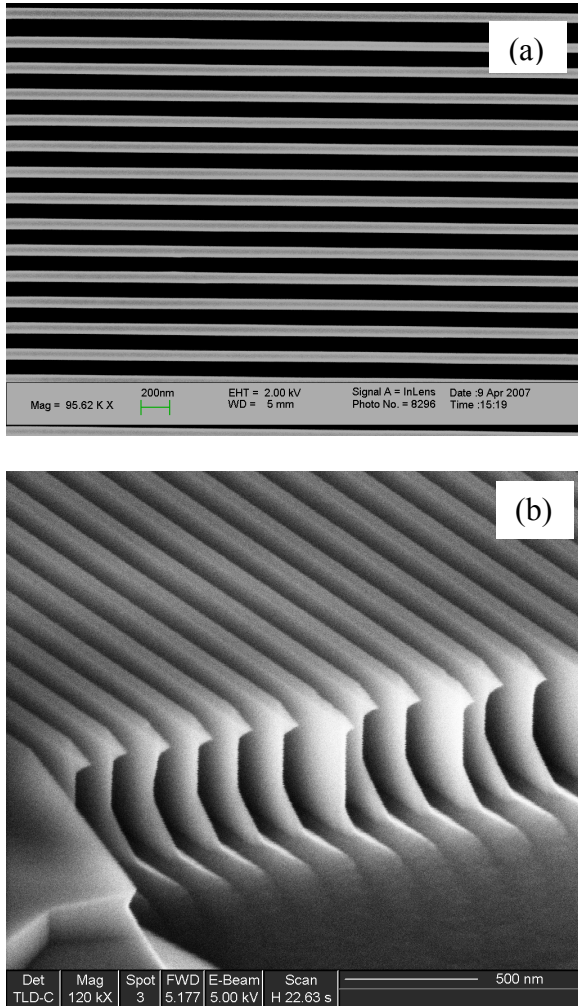 (a)
200nm EHT = 2.00 kV Signal A = InLens Date :9 Apr 2007
Mag = 95.62 K X WD = 5 mm Photo No. = 8296 Time :15:19
(b)
Det Mag Spot FWD E-Beam Scan 500 nm
TLD-C 120 kX 3 5.177 5.00 kV H 22.63 s